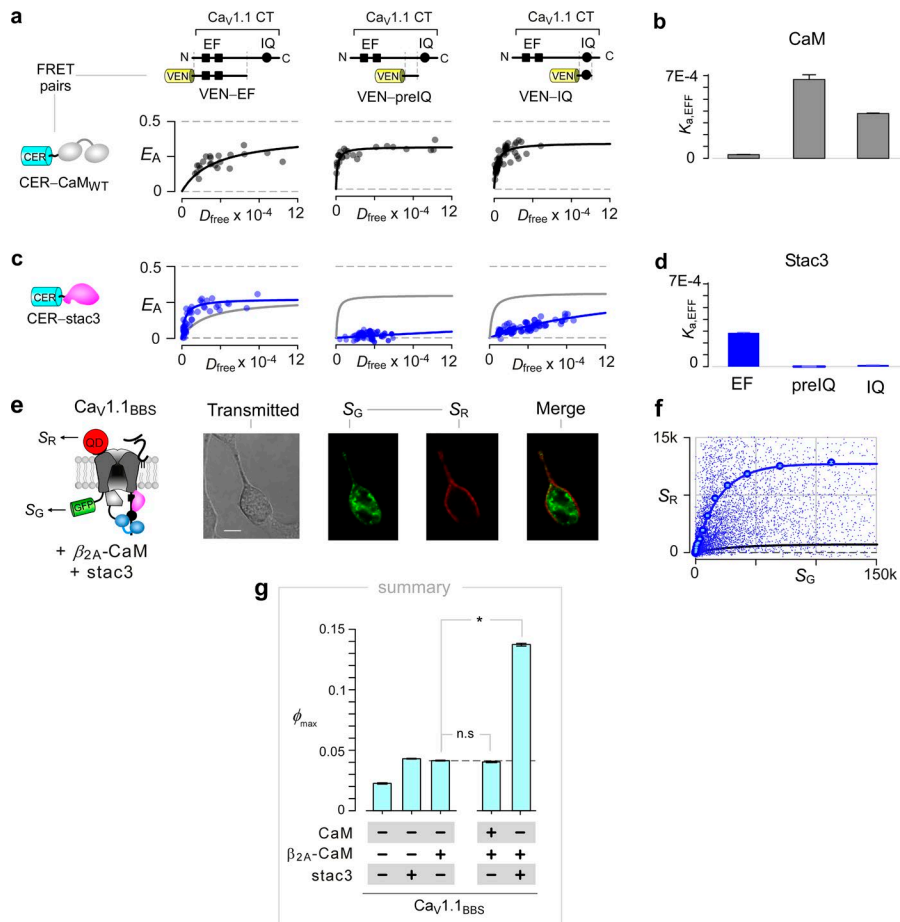 a
CaV1.1 CT
CaV1.1 CT
CaV1.1 CT
EF IQ
N C
EF IQ
N C
EF IQ
N C
FRET
pairs
VEN
VEN–EF
VEN
VEN–preIQ
VEN
VEN–IQ
CER
CER–CaMWT
0.5
EA
0
0 Dfree x 10-4 12
0 Dfree x 10-4 12
0 Dfree x 10-4 12
b
CaM
7E-4
Ka,EFF
0
c
CER
CER–stac3
0.5
EA
0
0 Dfree x 10-4 12
0 Dfree x 10-4 12
0 Dfree x 10-4 12
d
Stac3
7E-4
Ka,EFF
0
EF preIQ IQ
e
CaV1.1BBS
SR
QD
SG
GFP
+ β2A-CaM
+ stac3
Transmitted
SG SR
Merge
f
15k
SR
0
0 SG 150k
g
summary
0.15
0.1
ϕmax
0.05
0
*
n.s
CaM − − − + −
β2A-CaM − − + + +
stac3 − + − − +
CaV1.1BBS